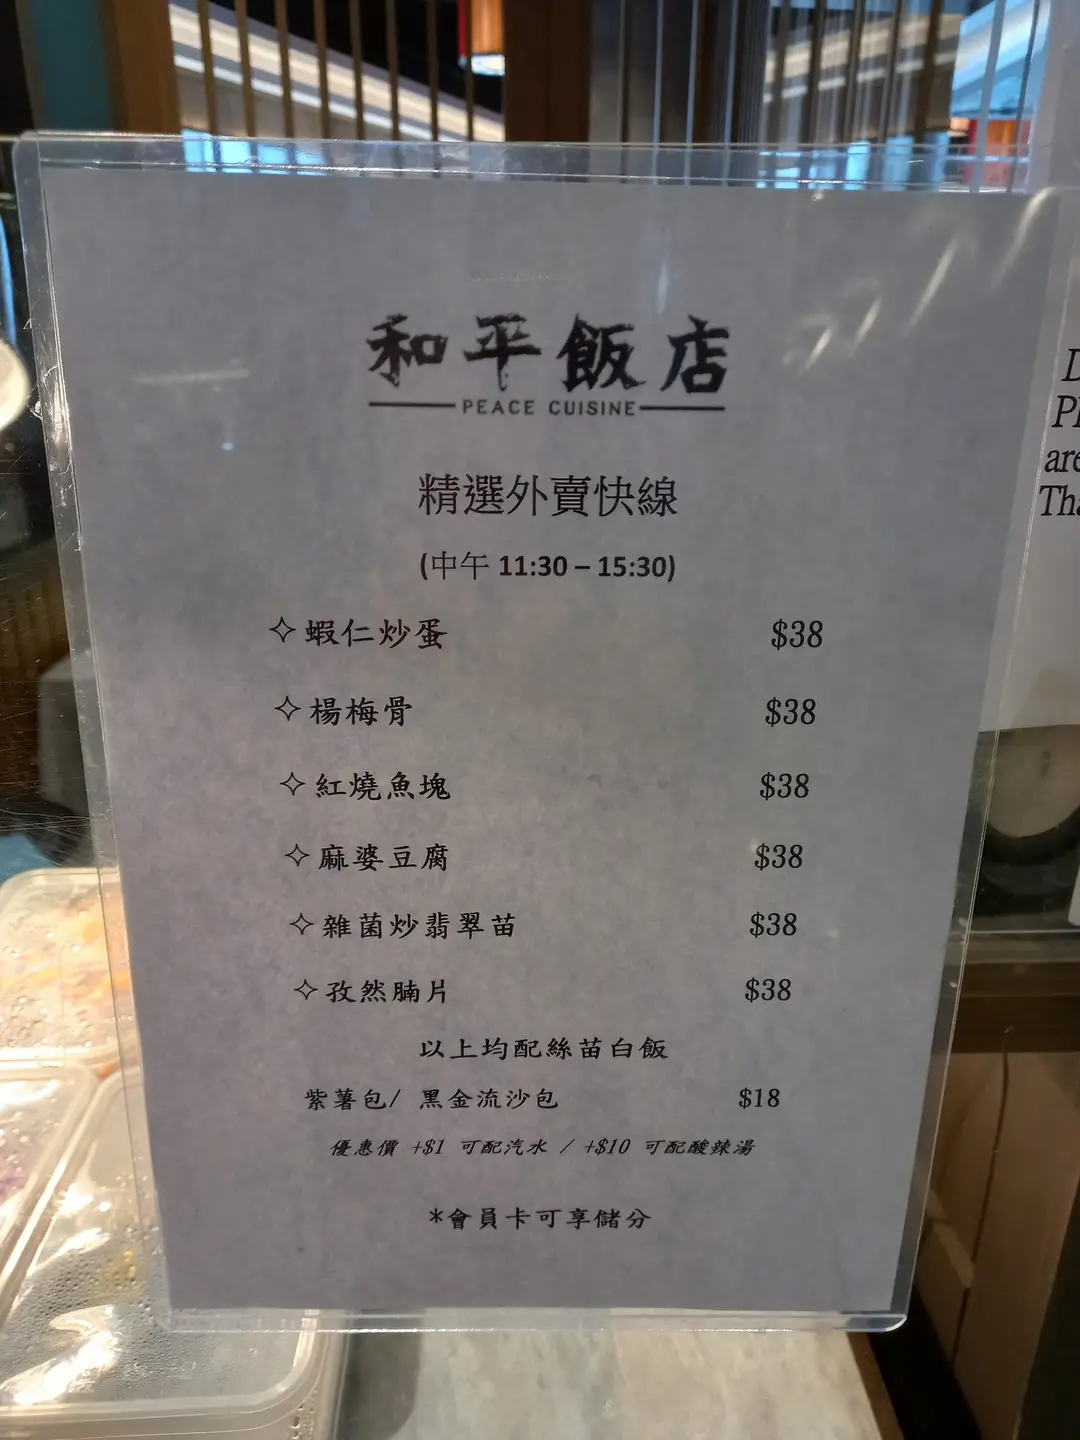 和平飯店
PEACE CUISINE
精選外賣快線
(中午 11:30 – 15:30)
✧ 蝦仁炒蛋 $38
✧ 楊梅骨 $38
✧ 紅燒魚塊 $38
✧ 麻婆豆腐 $38
✧ 雜菌炒翡翠苗 $38
✧ 孜然腩片 $38
以上均配絲苗白飯
紫薯包/ 黑金流沙包 $18
優惠價 +$1 可配汽水 / +$10 可配酸辣湯
*會員卡可享儲分
are